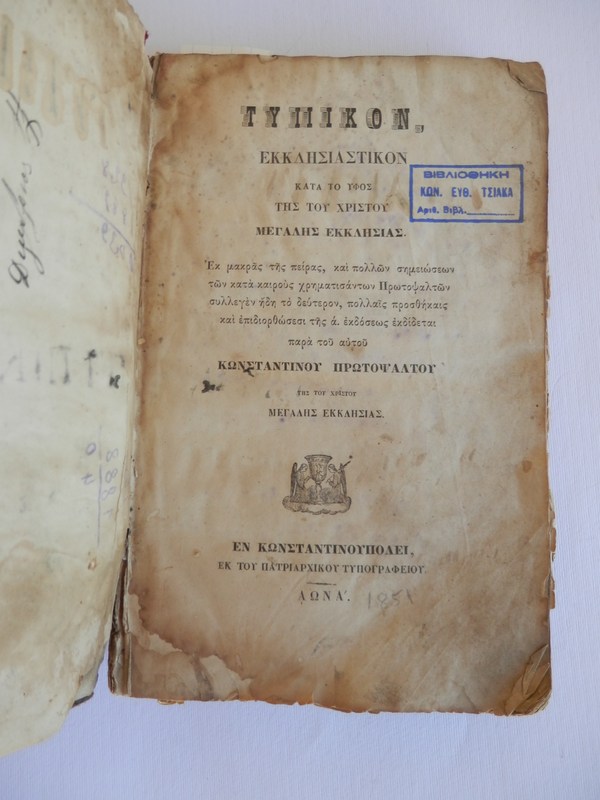 ΤΥΠΙΚΟΝ,
ΕΚΚΛΗΣΙΑΣΤΙΚΟΝ
ΚΑΤΑ ΤΟ ΥΦΟΣ
ΤΗΣ ΤΟΥ ΧΡΙΣΤΟΥ
ΜΕΓΑΛΗΣ ΕΚΚΛΗΣΙΑΣ.
ΒΙΒΛΙΟΘΗΚΗ
ΚΩΝ. ΕΥΘ. ΤΣΙΑΚΑ
Αριθ. Βιβλ.
Ἐκ μακρᾶς τῆς πείρας, καὶ πολλῶν σημειώσεων
τῶν κατὰ καιροὺς χρηματισάντων Πρωτοψαλτῶν
συλλεγὲν ἤδη τὸ δεύτερον, πολλαῖς προσθήκαις
καὶ ἐπιδιορθώσεσι τῆς ά. ἐκδόσεως ἐκδίδεται
παρὰ τοῦ αὐτοῦ
ΚΩΝΣΤΑΝΤΙΝΟΥ ΠΡΩΤΟΨΑΛΤΟΥ
ΤΗΣ ΤΟΥ ΧΡΙΣΤΟΥ
ΜΕΓΑΛΗΣ ΕΚΚΛΗΣΙΑΣ.
ΕΝ ΚΩΝΣΤΑΝΤΙΝΟΥΠΟΛΕΙ,
ΕΚ ΤΟΥ ΠΑΤΡΙΑΡΧΙΚΟΥ ΤΥΠΟΓΡΑΦΕΙΟΥ.
ΑΩΝΑ΄. 1851